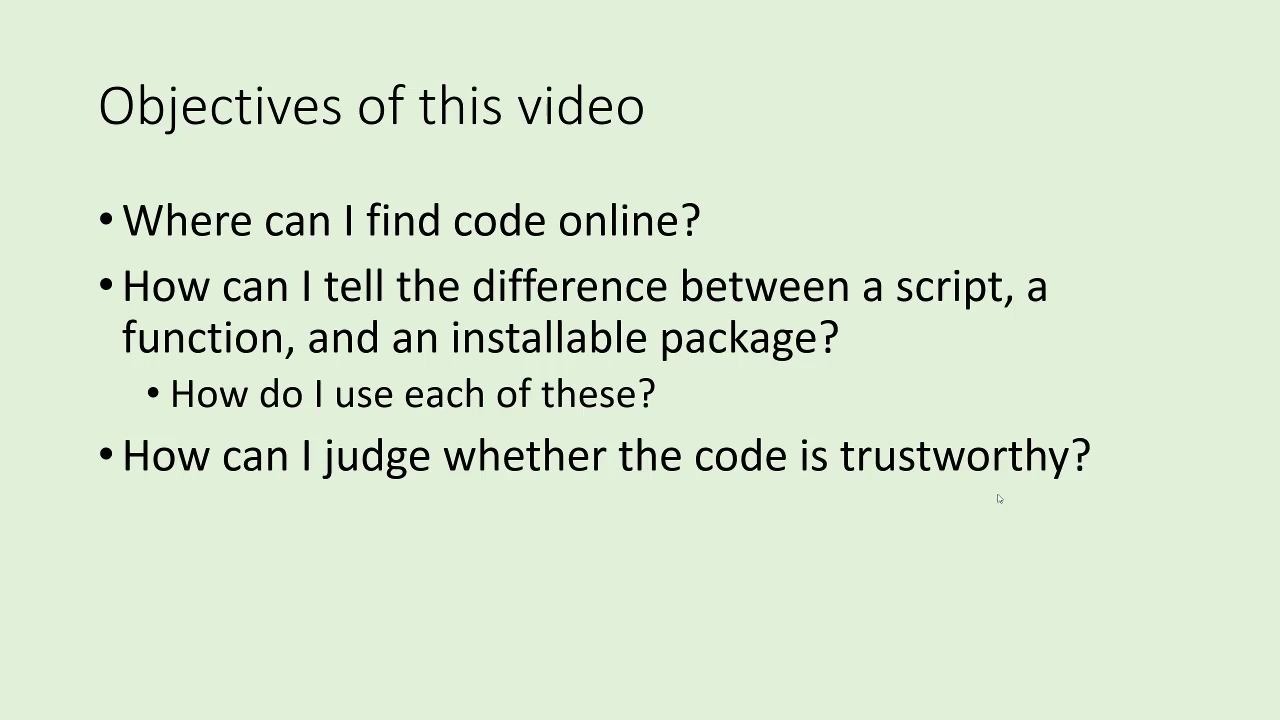 Objectives of this video
• Where can I find code online?
• How can I tell the difference between a script, a
function, and an installable package?
• How do I use each of these?
• How can I judge whether the code is trustworthy?